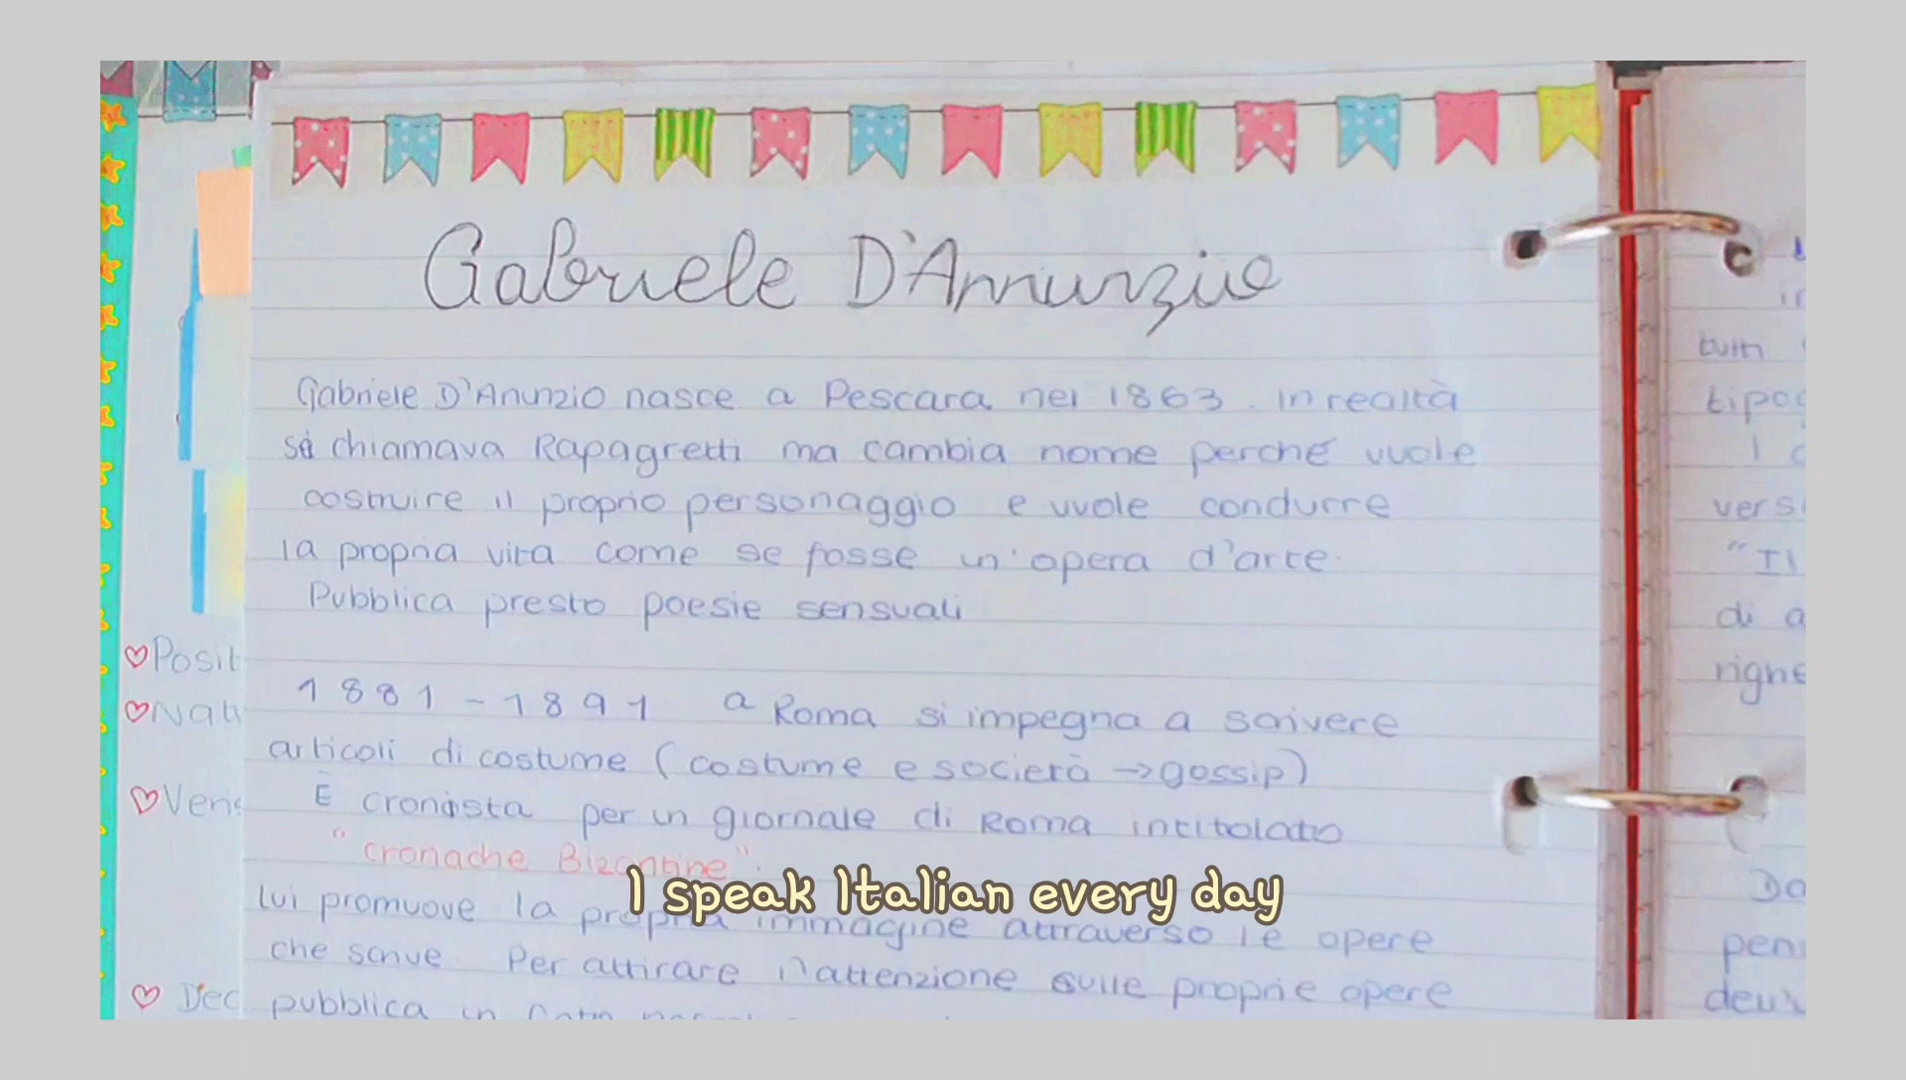 Gabriele D'Annunzio
Gabriele D'Anunzio nasce a Pescara nel 1863. In realtà
si chiamava Rapagretti ma cambia nome perché vuole
costruire il proprio personaggio e vuole condurre
la propria vita come se fosse un'opera d'arte.
Pubblica presto poesie sensuali
1881-1891 a Roma si impegna a scrivere
articoli di costume (costume e società → gossip)
È cronista per un giornale di Roma intitolato
"Cronache Bizantine".
lui promuove la propria immagine attraverso le opere
che scrive. Per attirare l'attenzione sulle proprie opere
pubblica un
I speak Italian every day
Posit
Nat
Veris
Dec
tutti
tipog
vers
"Il
di a
righe
Da
pen